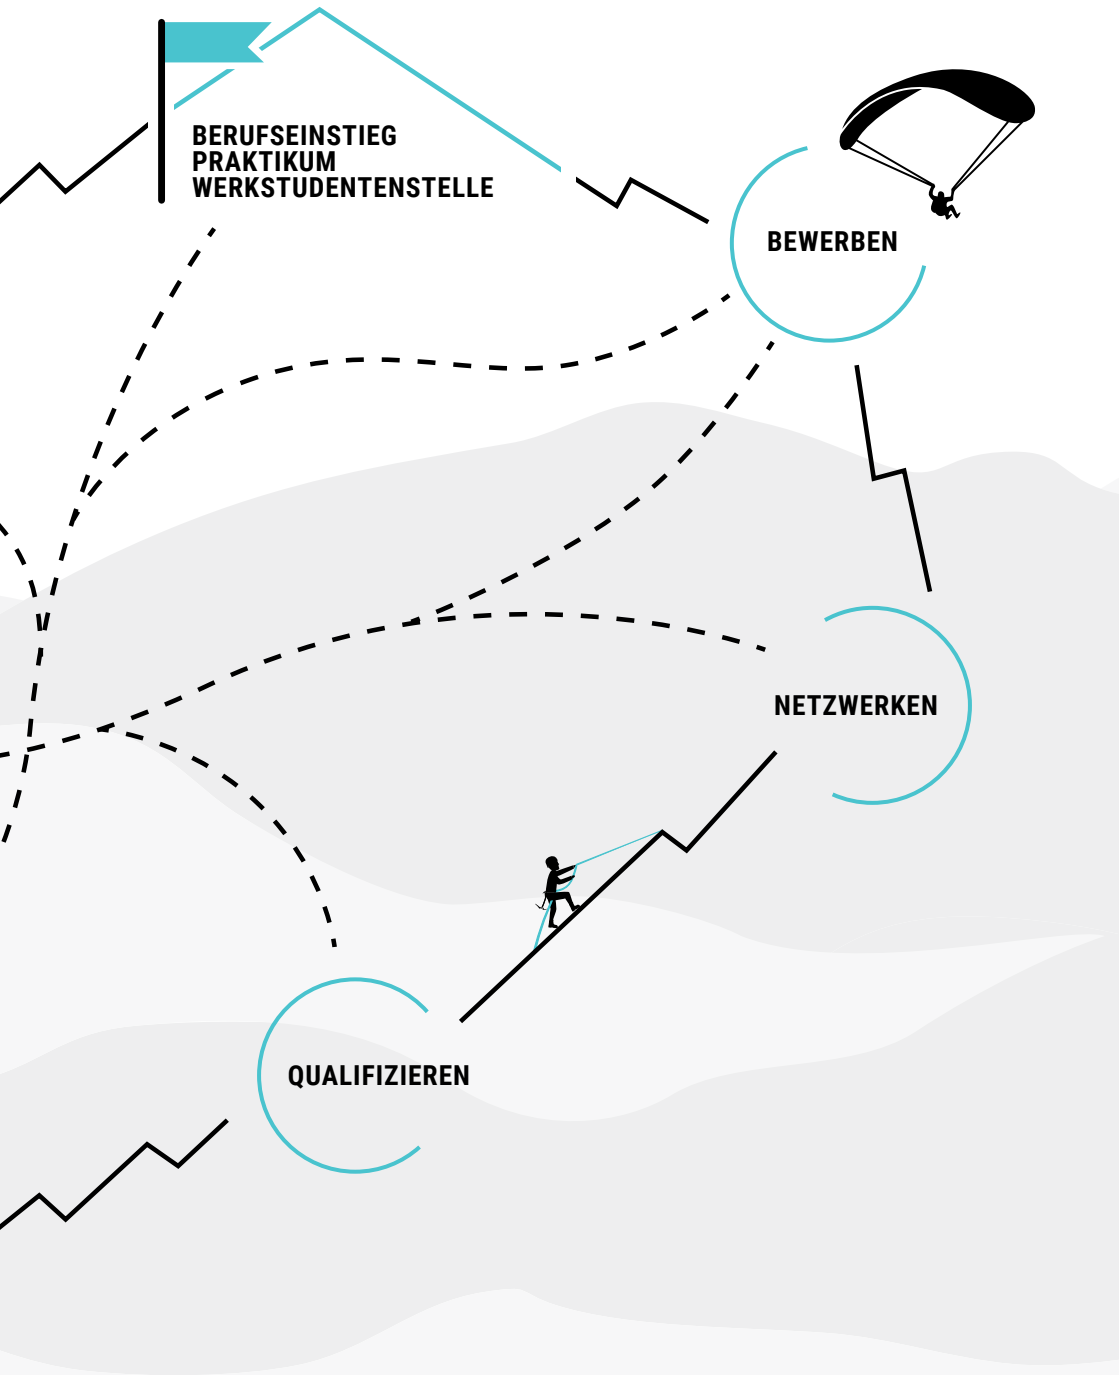 BERUFSEINSTIEG
PRAKTIKUM
WERKSTUDENTENSTELLE
BEWERBEN
NETZWERKEN
QUALIFIZIEREN